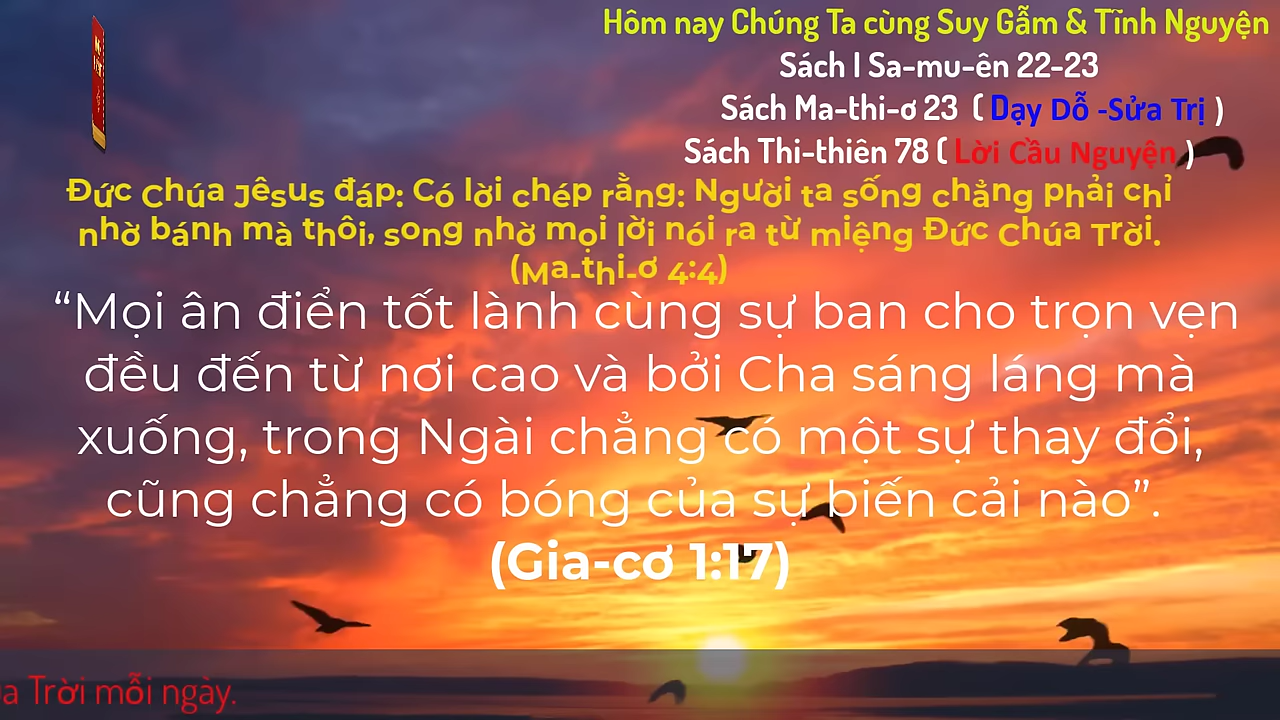 Hôm nay Chúng Ta cùng Suy Gẫm & Tĩnh Nguyện
Sách I Sa-mu-ên 22-23
Sách Ma-thi-ơ 23 ( Dạy Dỗ -Sửa Trị )
Sách Thi-thiên 78 ( Lời Cầu Nguyện )
Đức Chúa Jêsus đáp: Có lời chép rằng: Người ta sống chẳng phải chỉ
nhờ bánh mà thôi, song nhờ mọi lời nói ra từ miệng Đức Chúa Trời.
(Ma-thi-ơ 4:4)
“Mọi ân điển tốt lành cùng sự ban cho trọn vẹn
đều đến từ nơi cao và bởi Cha sáng láng mà
xuống, trong Ngài chẳng có một sự thay đổi,
cũng chẳng có bóng của sự biến cải nào”.
(Gia-cơ 1:17)
Trời mỗi ngày.